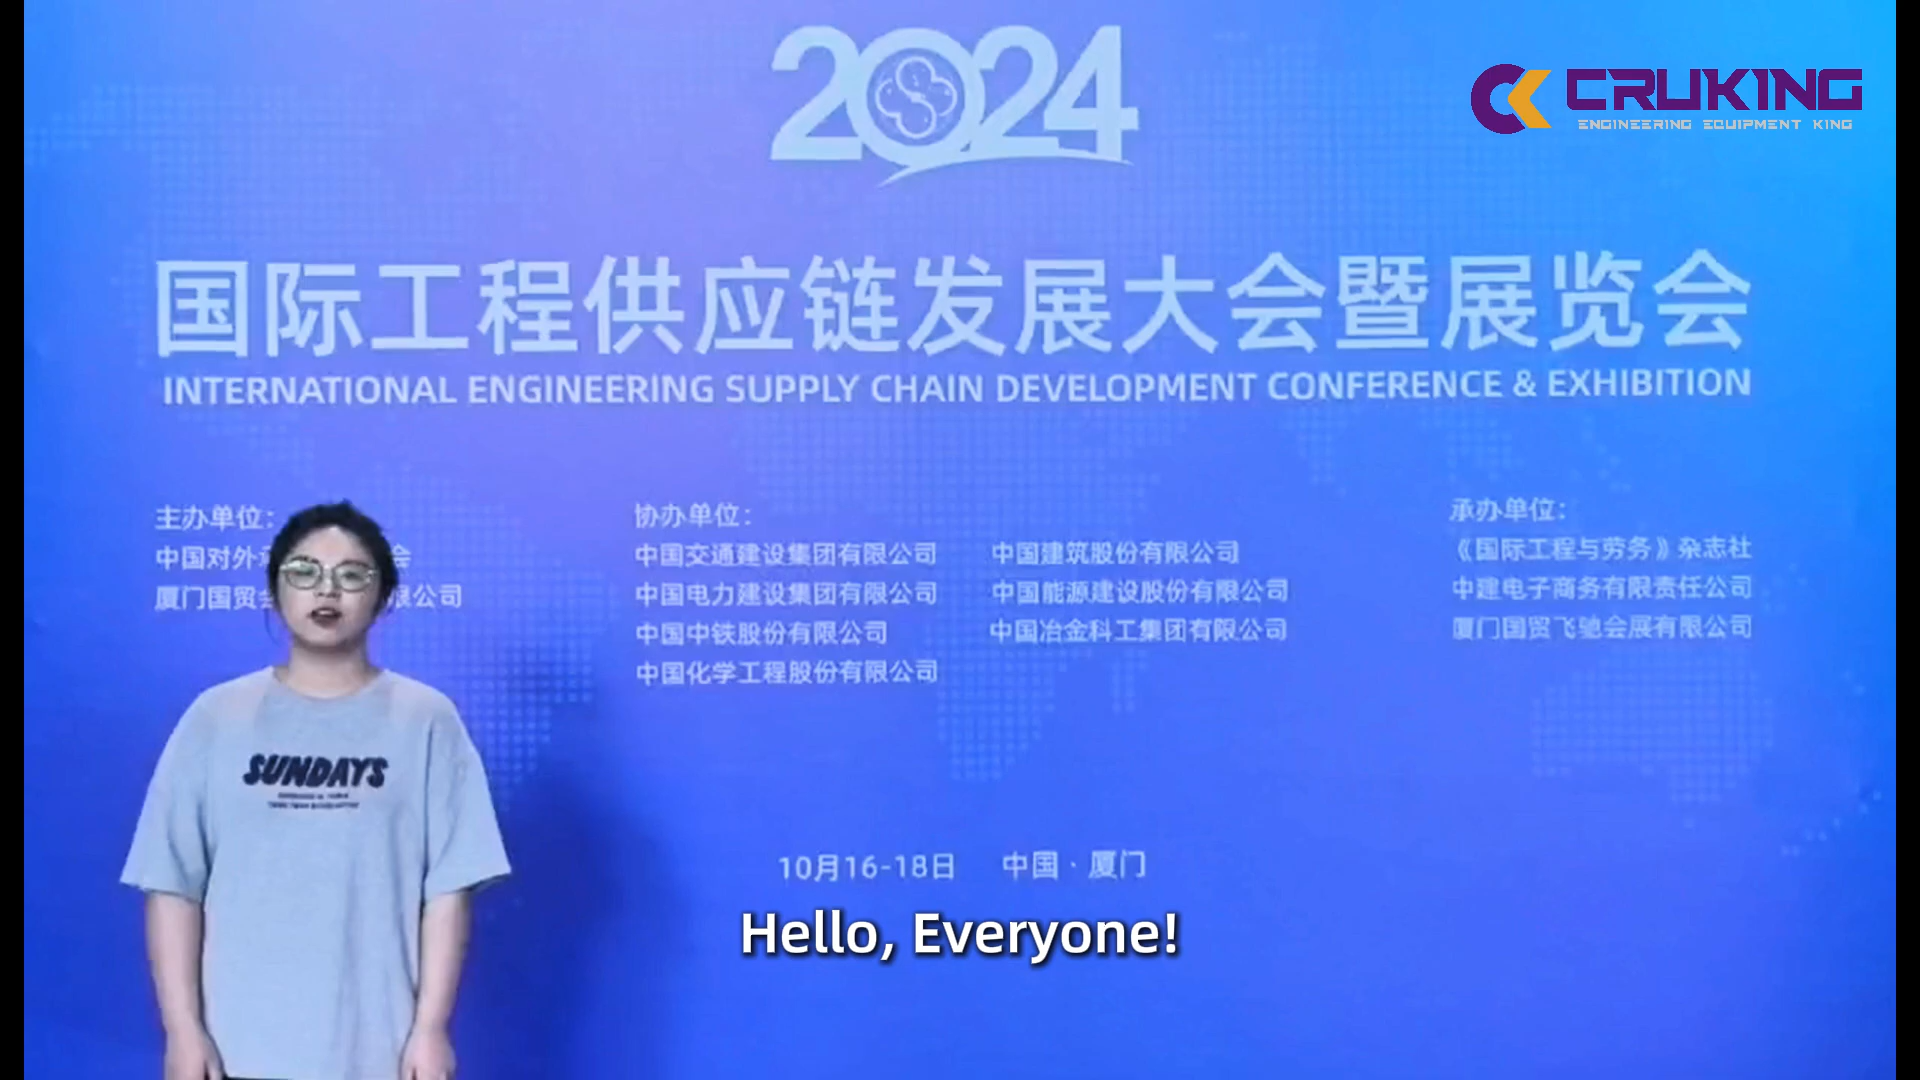 2024
CRUKING
ENGINEERING EQUIPMENT KING
国际工程供应链发展大会暨展览会
INTERNATIONAL ENGINEERING SUPPLY CHAIN DEVELOPMENT CONFERENCE & EXHIBITION
主办单位：
中国对外 会
厦门国贸 限公司
协办单位：
中国交通建设集团有限公司
中国电力建设集团有限公司
中国中铁股份有限公司
中国化学工程股份有限公司
中国建筑股份有限公司
中国能源建设股份有限公司
中国冶金科工集团有限公司
承办单位：
《国际工程与劳务》杂志社
中建电子商务有限责任公司
厦门国贸飞驰会展有限公司
SUNDAYS
10月16-18日 中国·厦门
Hello, Everyone!